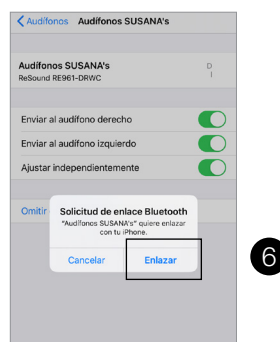 Audífonos Audífonos SUSANA's
Audífonos SUSANA's D
ReSound RE961-DRWC I
Enviar al audífono derecho
Enviar al audífono izquierdo
Ajustar independientemente
Omitir
Solicitud de enlace Bluetooth
"Audífonos SUSANA's" quiere enlazar
con tu iPhone.
Cancelar Enlazar
6